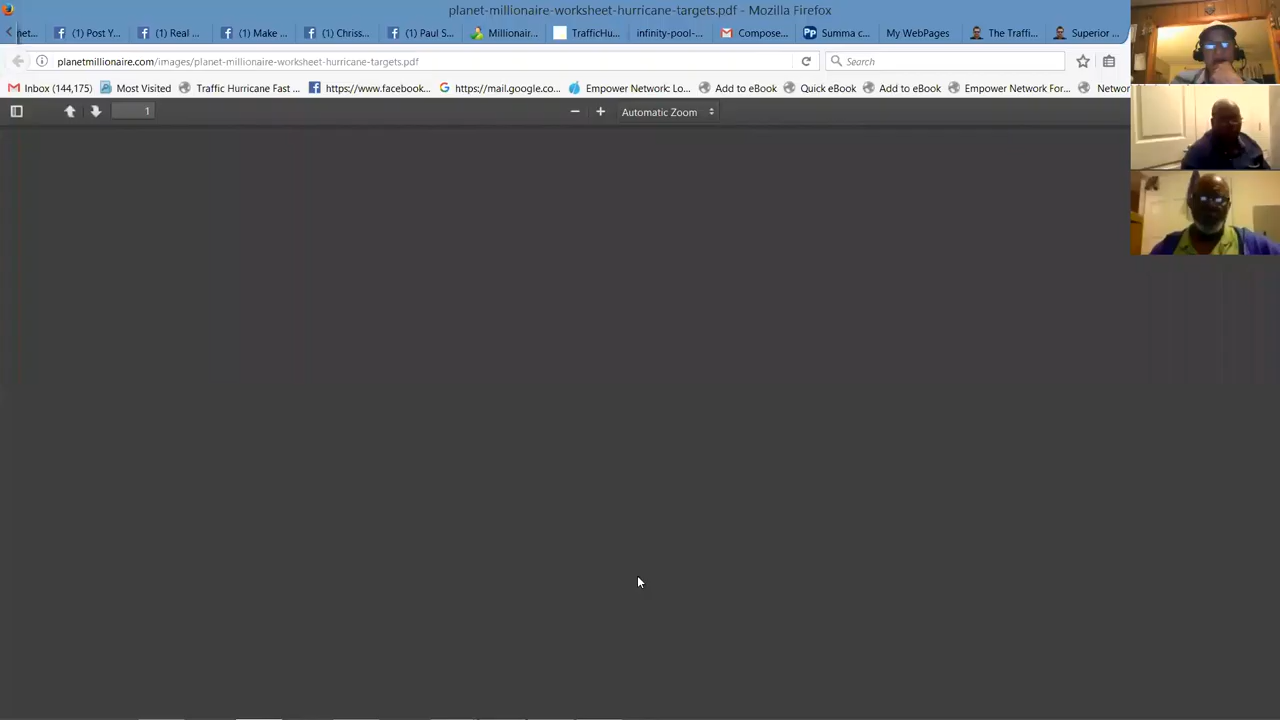 planet-millionaire-worksheet-hurricane-targets.pdf - Mozilla Firefox
net... (1) Post Y... (1) Real ... (1) Make ... (1) Chriss... (1) Paul S... Millionair... TrafficHu... infinity-pool-... Compose... Pp Summa c... My WebPages The Traffi... Superior ...
planetmillionaire.com/images/planet-millionaire-worksheet-hurricane-targets.pdf Search
Inbox (144,175) Most Visited Traffic Hurricane Fast ... https://www.facebook... https://mail.google.co... Empower Network: Lo... Add to eBook Quick eBook Add to eBook Empower Network For... Netwo
1 Automatic Zoom